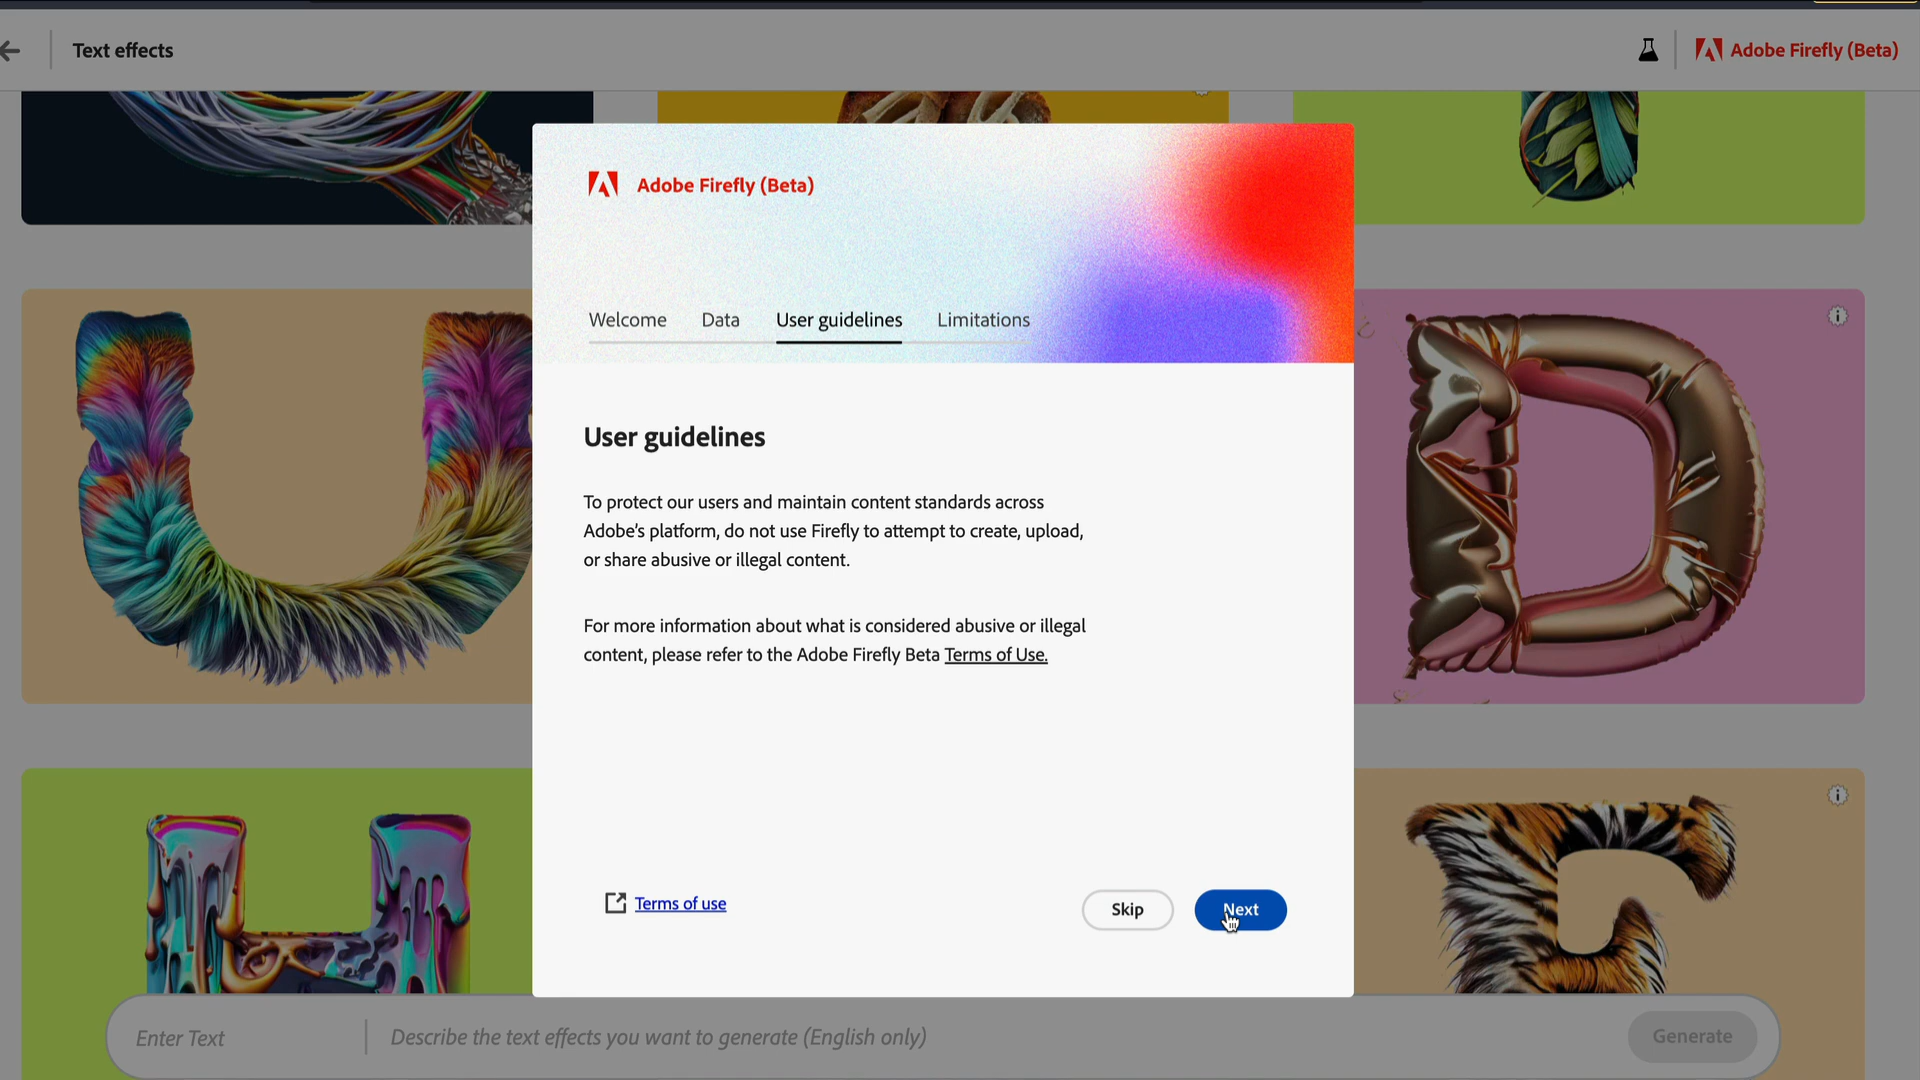 Text effects
Adobe Firefly (Beta)
Adobe Firefly (Beta)
Welcome
Data
User guidelines
Limitations
User guidelines
To protect our users and maintain content standards across
Adobe's platform, do not use Firefly to attempt to create, upload,
or share abusive or illegal content.
For more information about what is considered abusive or illegal
content, please refer to the Adobe Firefly Beta Terms of Use.
Terms of use
Skip
Next
Enter Text
Describe the text effects you want to generate (English only)
Generate
U
D